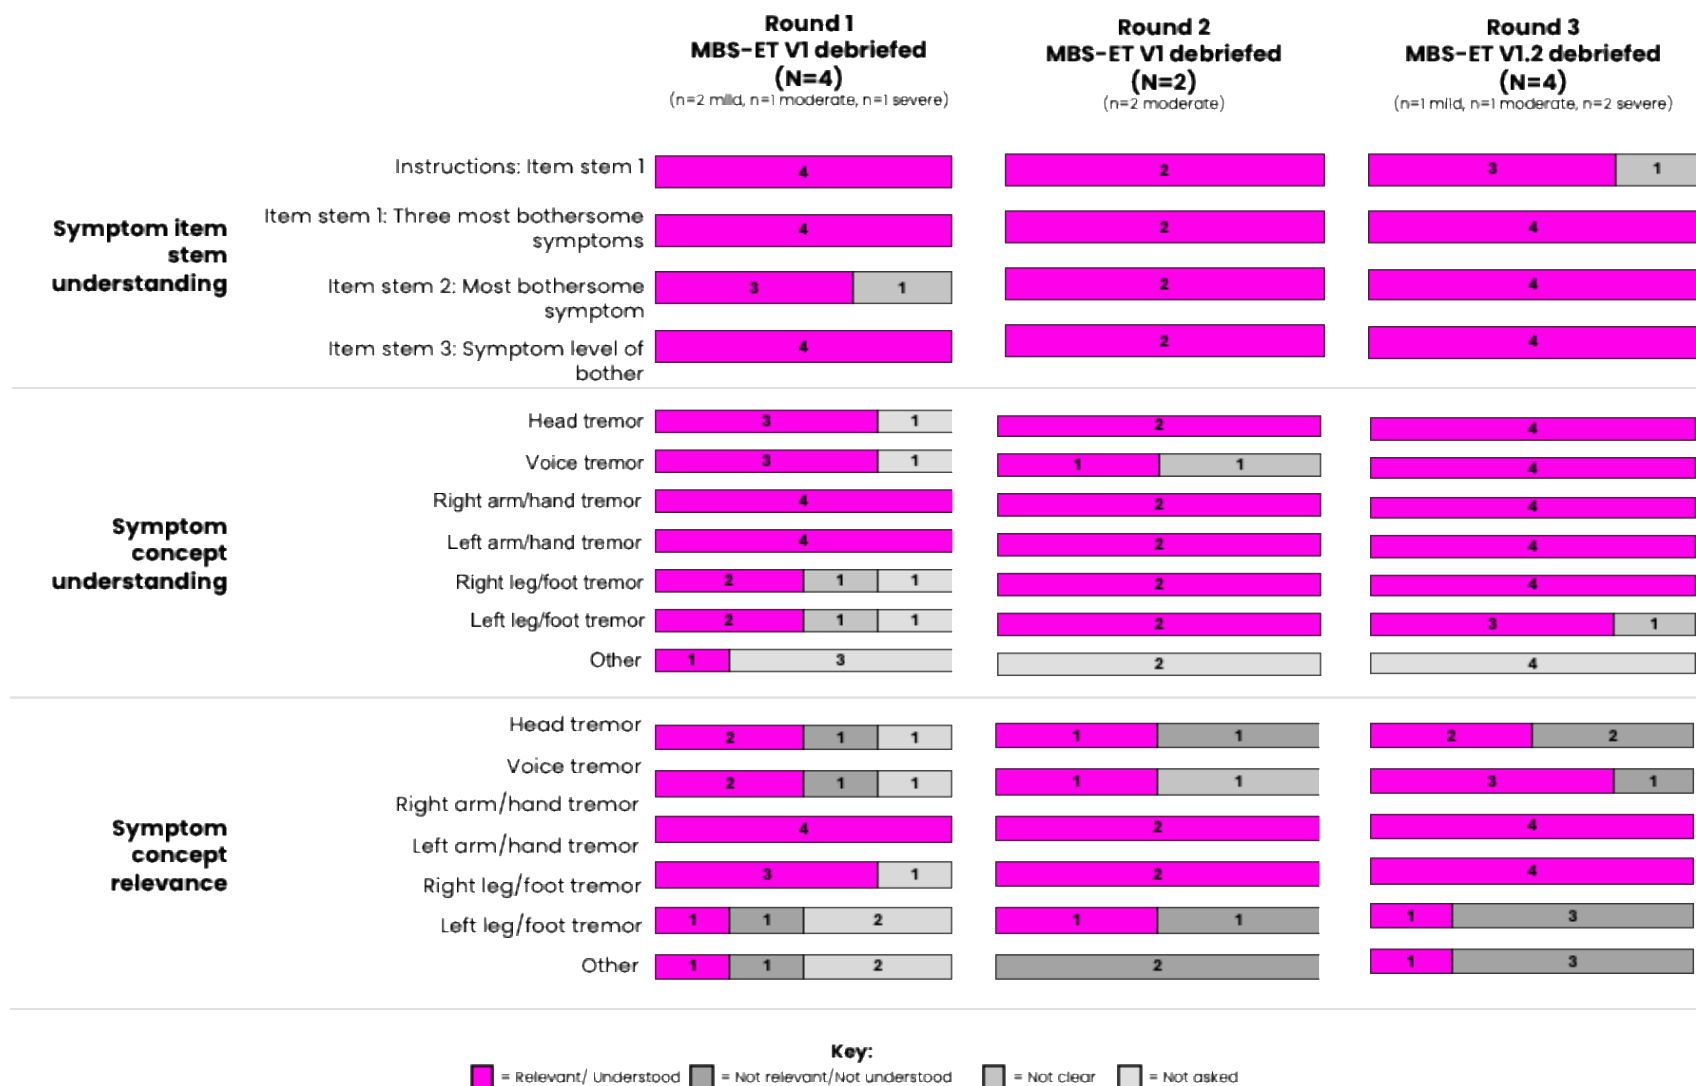 Round 1
MBS-ET V1 debriefed
(N=4)
(n=2 mild, n=1 moderate, n=1 severe)
Round 2
MBS-ET V1 debriefed
(N=2)
(n=2 moderate)
Round 3
MBS-ET V1.2 debriefed
(N=4)
(n=1 mild, n=1 moderate, n=2 severe)
Symptom item
stem
understanding
Instructions: Item stem 1
4
2
3 1
Item stem 1: Three most bothersome
symptoms
4
2
4
Item stem 2: Most bothersome
symptom
3 1
2
4
Item stem 3: Symptom level of
bother
4
2
4
Symptom
concept
understanding
Head tremor
3 1
2
4
Voice tremor
3 1
1 1
4
Right arm/hand tremor
4
2
4
Left arm/hand tremor
4
2
4
Right leg/foot tremor
2 1 1
2
4
Left leg/foot tremor
2 1 1
2
3 1
Other
1 3
2
4
Symptom
concept
relevance
Head tremor
2 1 1
1 1
2 2
Voice tremor
2 1 1
1 1
3 1
Right arm/hand tremor
4
2
4
Left arm/hand tremor
3 1
2
4
Right leg/foot tremor
1 1 2
1 1
1 3
Left leg/foot tremor
1 1 2
2
1 3
Other
Key:
= Relevant/ Understood
= Not relevant/Not understood
= Not clear
= Not asked